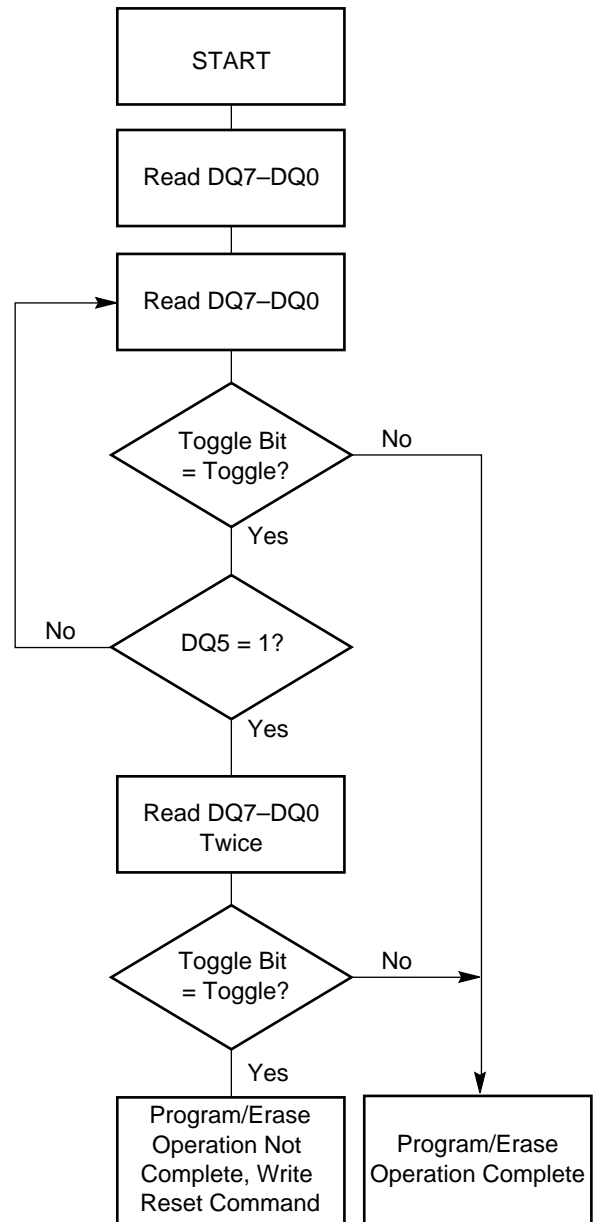 START
Read DQ7–DQ0
Read DQ7–DQ0
Toggle Bit
= Toggle?
No
Yes
No
DQ5 = 1?
Yes
Read DQ7–DQ0
Twice
Toggle Bit
= Toggle?
No
Yes
Program/Erase
Operation Not
Complete, Write
Reset Command
Program/Erase
Operation Complete